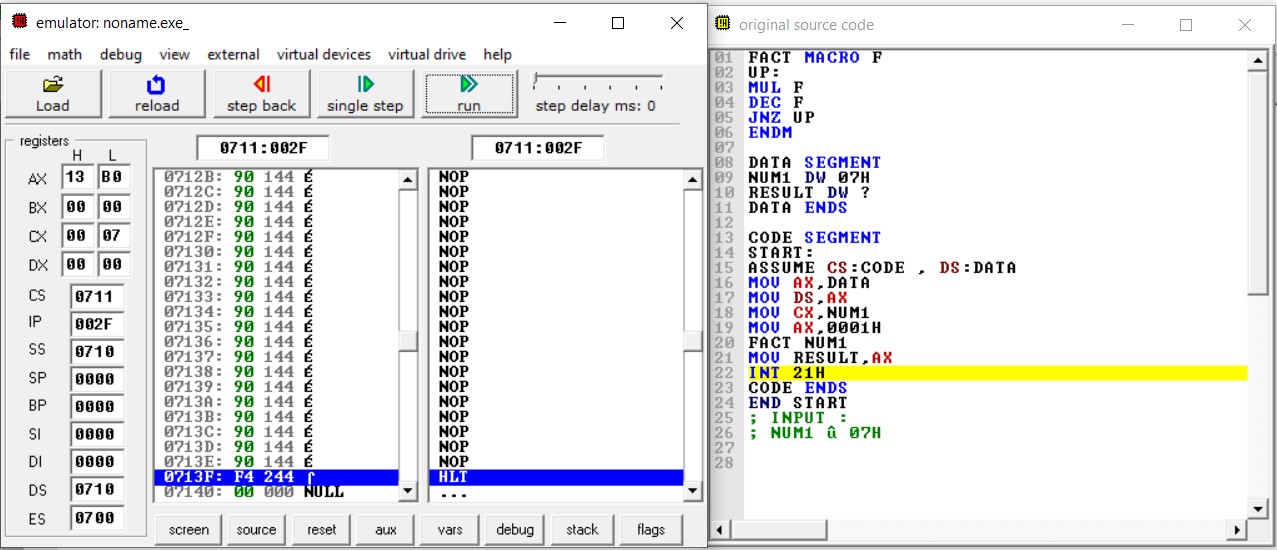 emulator: noname.exe_
file math debug view external virtual devices virtual drive help
Load reload step back single step run step delay ms: 0
registers
H L
AX 13 B0
BX 00 00
CX 00 07
DX 00 00
CS 0711
IP 002F
SS 0710
SP 0000
BP 0000
SI 0000
DI 0000
DS 0710
ES 0700
0711:002F 0711:002F
0712B: 90 144 É NOP
0712C: 90 144 É NOP
0712D: 90 144 É NOP
0712E: 90 144 É NOP
0712F: 90 144 É NOP
07130: 90 144 É NOP
07131: 90 144 É NOP
07132: 90 144 É NOP
07133: 90 144 É NOP
07134: 90 144 É NOP
07135: 90 144 É NOP
07136: 90 144 É NOP
07137: 90 144 É NOP
07138: 90 144 É NOP
07139: 90 144 É NOP
0713A: 90 144 É NOP
0713B: 90 144 É NOP
0713C: 90 144 É NOP
0713D: 90 144 É NOP
0713E: 90 144 É NOP
0713F: F4 244 ⌠ HLT
07140: 00 000 NULL ...
screen source reset aux vars debug stack flags
original source code
01 FACT MACRO F
02 UP:
03 MUL F
04 DEC F
05 JNZ UP
06 ENDM
07
08 DATA SEGMENT
09 NUM1 DW 07H
10 RESULT DW ?
11 DATA ENDS
12
13 CODE SEGMENT
14 START:
15 ASSUME CS:CODE , DS:DATA
16 MOV AX,DATA
17 MOV DS,AX
18 MOV CX,NUM1
19 MOV AX,0001H
20 FACT NUM1
21 MOV RESULT,AX
22 INT 21H
23 CODE ENDS
24 END START
25 ; INPUT :
26 ; NUM1 û 07H
27
28